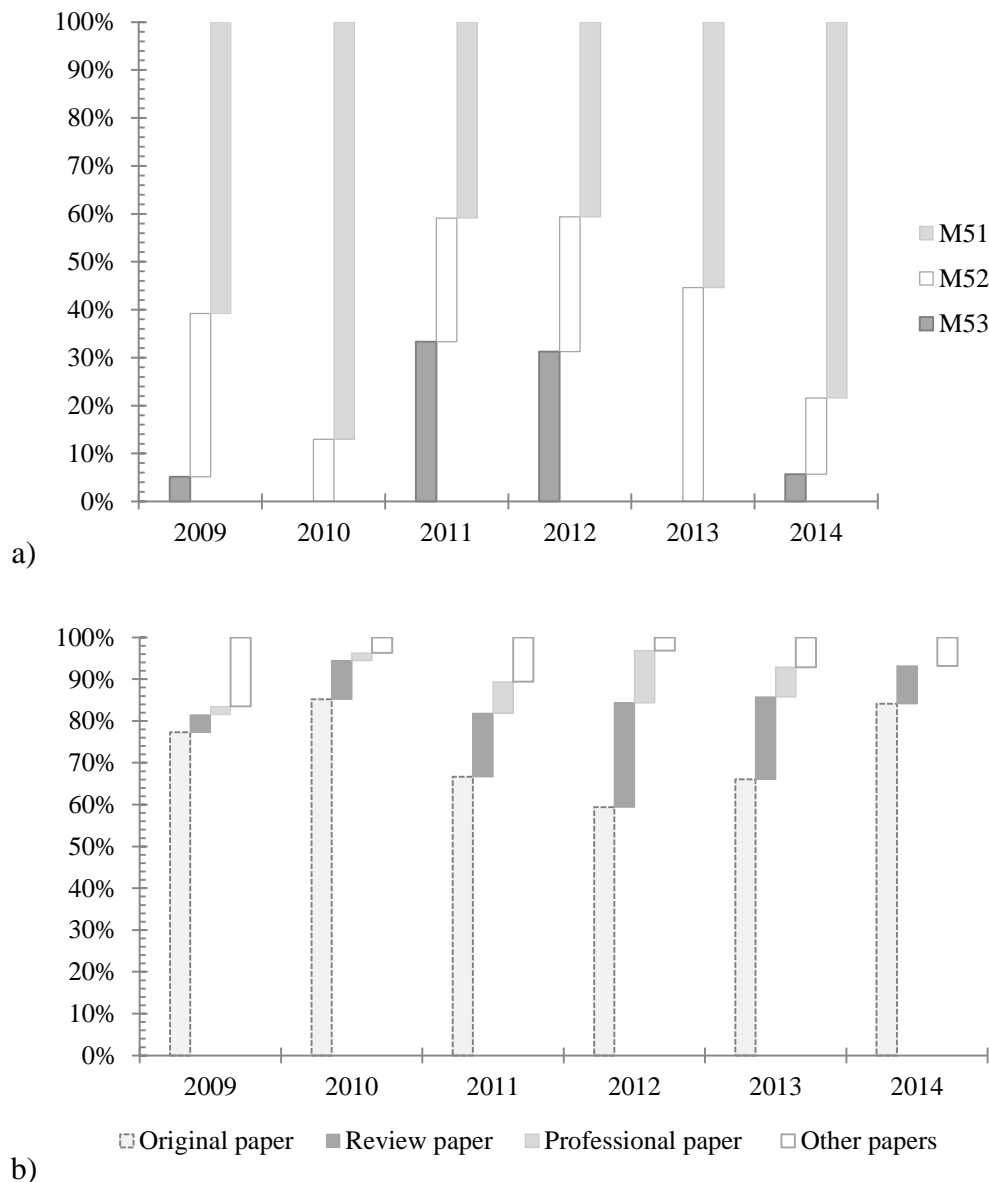 100%
90%
80%
70%
60%
50%
40%
30%
20%
10%
0%
2009 2010 2011 2012 2013 2014
M51
M52
M53
a)
100%
90%
80%
70%
60%
50%
40%
30%
20%
10%
0%
2009 2010 2011 2012 2013 2014
Original paper Review paper Professional paper Other papers
b)